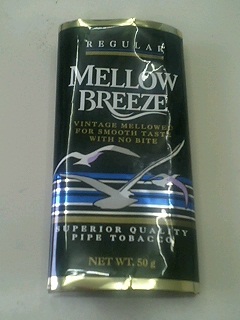 REGULAR
MELLOW
BREEZE
VINTAGE MELLOWED
FOR SMOOTH TASTE
WITH NO BITE
SUPERIOR QUALITY
PIPE TOBACCO
NET WT. 50 g